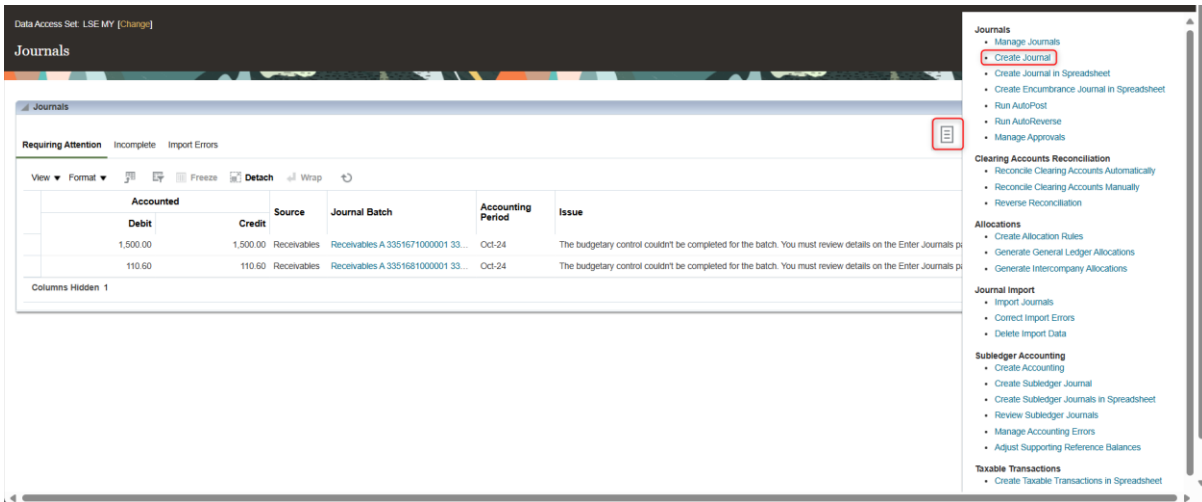 Data Access Set: LSE MY [Change]
Journals
Journals
Requiring Attention Incomplete Import Errors
View Format Freeze Detach Wrap
Accounted
Debit Credit Source Journal Batch Accounting Period Issue
1,500.00 1,500.00 Receivables Receivables A 3351671000001 33... Oct-24 The budgetary control couldn't be completed for the batch. You must review details on the Enter Journals pa
110.60 110.60 Receivables Receivables A 3351681000001 33... Oct-24 The budgetary control couldn't be completed for the batch. You must review details on the Enter Journals pa
Columns Hidden 1
Journals
Manage Journals
Create Journal
Create Journal in Spreadsheet
Create Encumbrance Journal in Spreadsheet
Run AutoPost
Run AutoReverse
Manage Approvals
Clearing Accounts Reconciliation
Reconcile Clearing Accounts Automatically
Reconcile Clearing Accounts Manually
Reverse Reconciliation
Allocations
Create Allocation Rules
Generate General Ledger Allocations
Generate Intercompany Allocations
Journal Import
Import Journals
Correct Import Errors
Delete Import Data
Subledger Accounting
Create Accounting
Create Subledger Journal
Create Subledger Journals in Spreadsheet
Review Subledger Journals
Manage Accounting Errors
Adjust Supporting Reference Balances
Taxable Transactions
Create Taxable Transactions in Spreadsheet